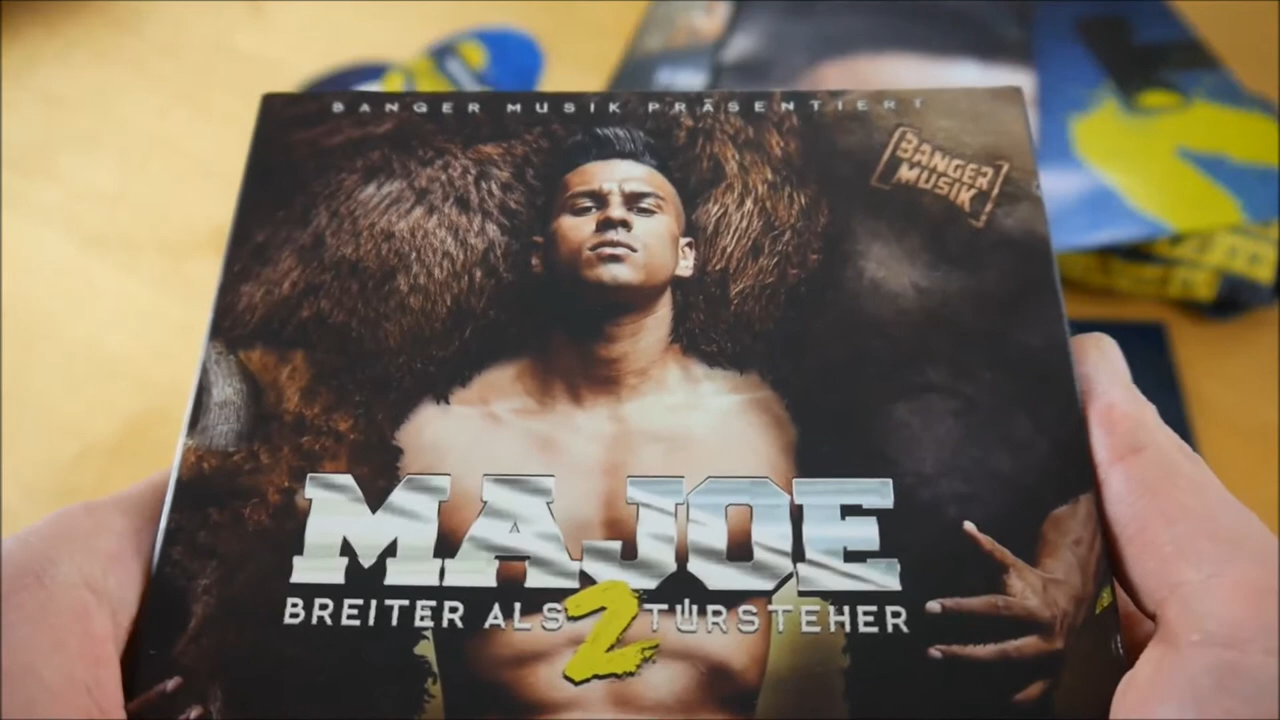 BANGER MUSIK PRÄSENTIERT
BANGER
MUSIK
MAJOE
BREITER ALS 2 TÜRSTEHER